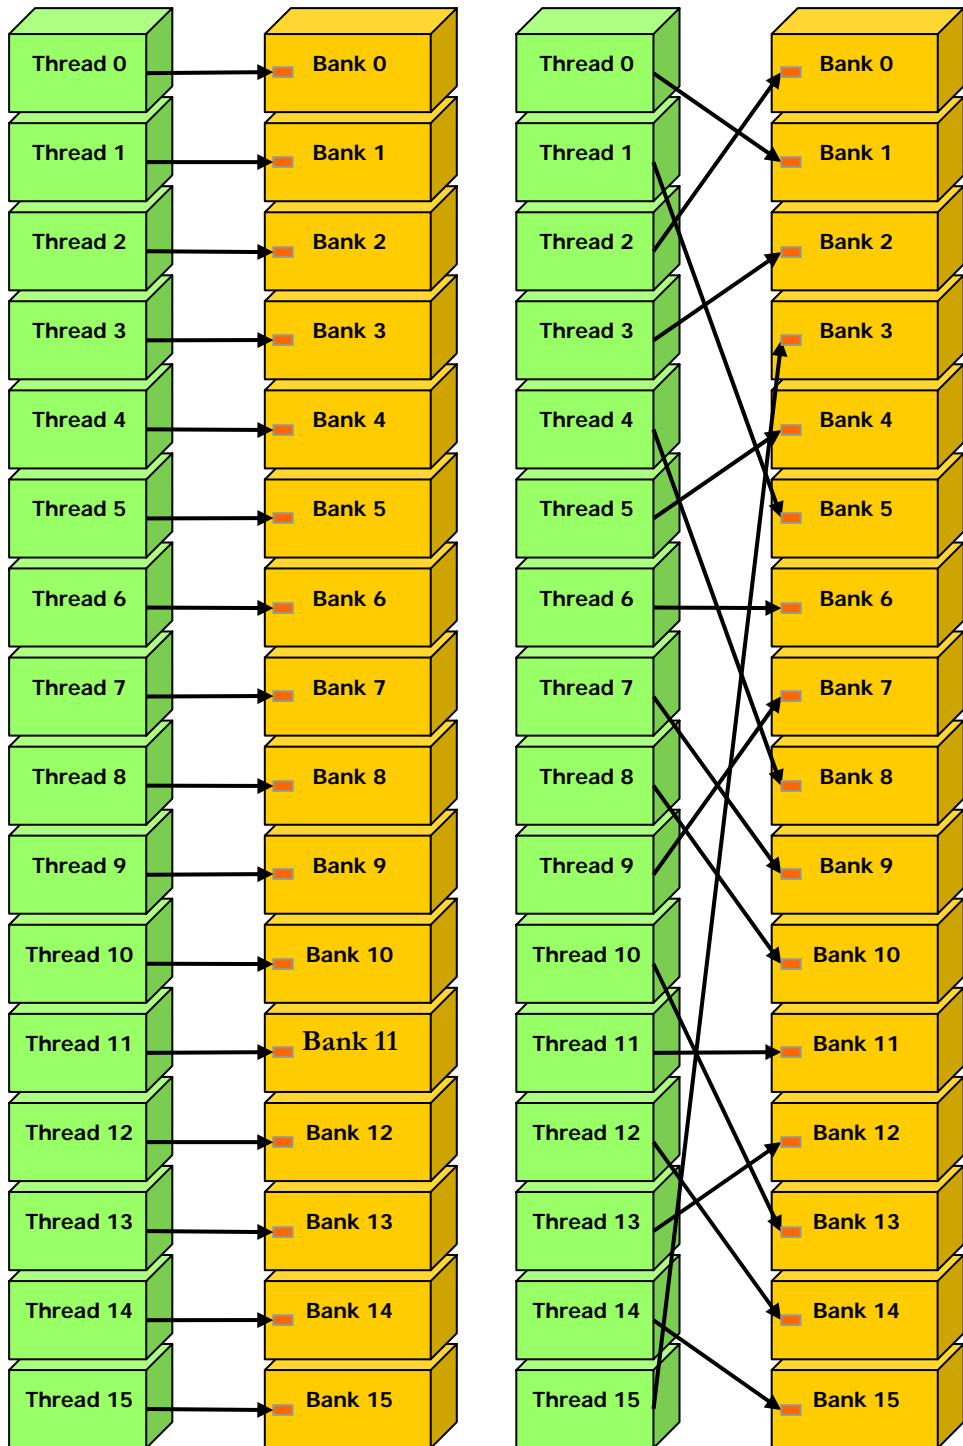 Thread 0 Bank 0 Thread 0 Bank 0
Thread 1 Bank 1 Thread 1 Bank 1
Thread 2 Bank 2 Thread 2 Bank 2
Thread 3 Bank 3 Thread 3 Bank 3
Thread 4 Bank 4 Thread 4 Bank 4
Thread 5 Bank 5 Thread 5 Bank 5
Thread 6 Bank 6 Thread 6 Bank 6
Thread 7 Bank 7 Thread 7 Bank 7
Thread 8 Bank 8 Thread 8 Bank 8
Thread 9 Bank 9 Thread 9 Bank 9
Thread 10 Bank 10 Thread 10 Bank 10
Thread 11 Bank 11 Thread 11 Bank 11
Thread 12 Bank 12 Thread 12 Bank 12
Thread 13 Bank 13 Thread 13 Bank 13
Thread 14 Bank 14 Thread 14 Bank 14
Thread 15 Bank 15 Thread 15 Bank 15